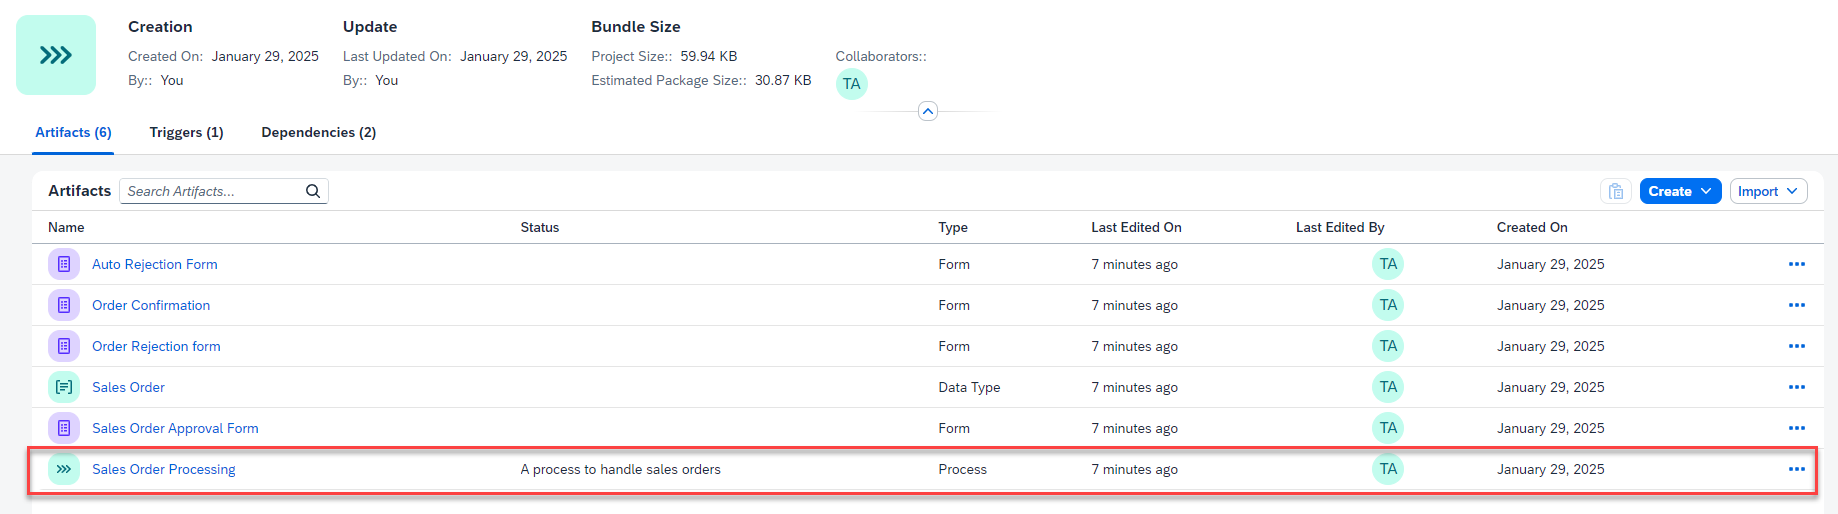 Creation
Created On: January 29, 2025
By:: You
Update
Last Updated On: January 29, 2025
By:: You
Bundle Size
Project Size:: 59.94 KB
Estimated Package Size:: 30.87 KB
Collaborators::
TA
Artifacts (6) Triggers (1) Dependencies (2)
Artifacts Search Artifacts... Create Import
Name Status Type Last Edited On Last Edited By Created On
Auto Rejection Form Form 7 minutes ago TA January 29, 2025
Order Confirmation Form 7 minutes ago TA January 29, 2025
Order Rejection form Form 7 minutes ago TA January 29, 2025
Sales Order Data Type 7 minutes ago TA January 29, 2025
Sales Order Approval Form Form 7 minutes ago TA January 29, 2025
Sales Order Processing A process to handle sales orders Process 7 minutes ago TA January 29, 2025